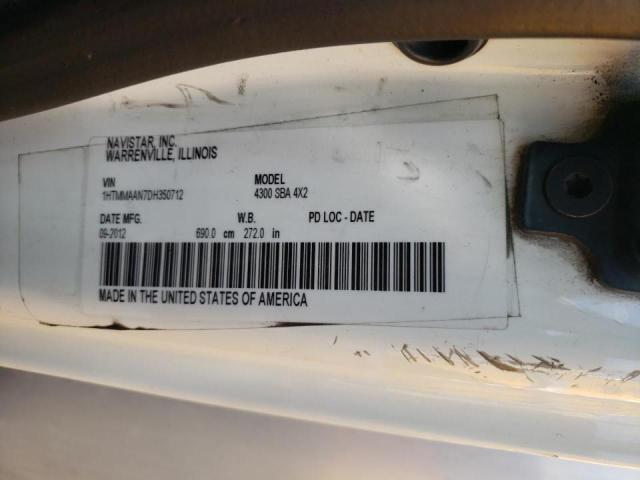 NAVISTAR, INC.
WARRENVILLE, ILLINOIS
VIN MODEL
1HTMMAAN7DH350712 4300 SBA 4X2
DATE MFG. W.B. PD LOC - DATE
09-2012 690.0 cm 272.0 in
MADE IN THE UNITED STATES OF AMERICA